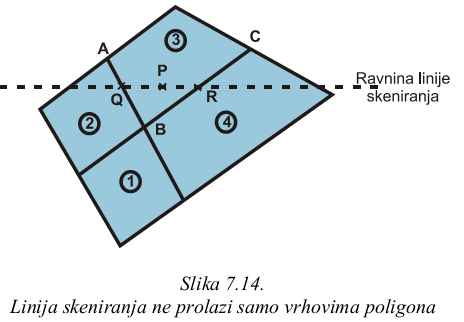 3
A
C
P
Ravnina linije
skeniranja
Q
R
2
B
4
1
Slika 7.14.
Linija skeniranja ne prolazi samo vrhovima poligona